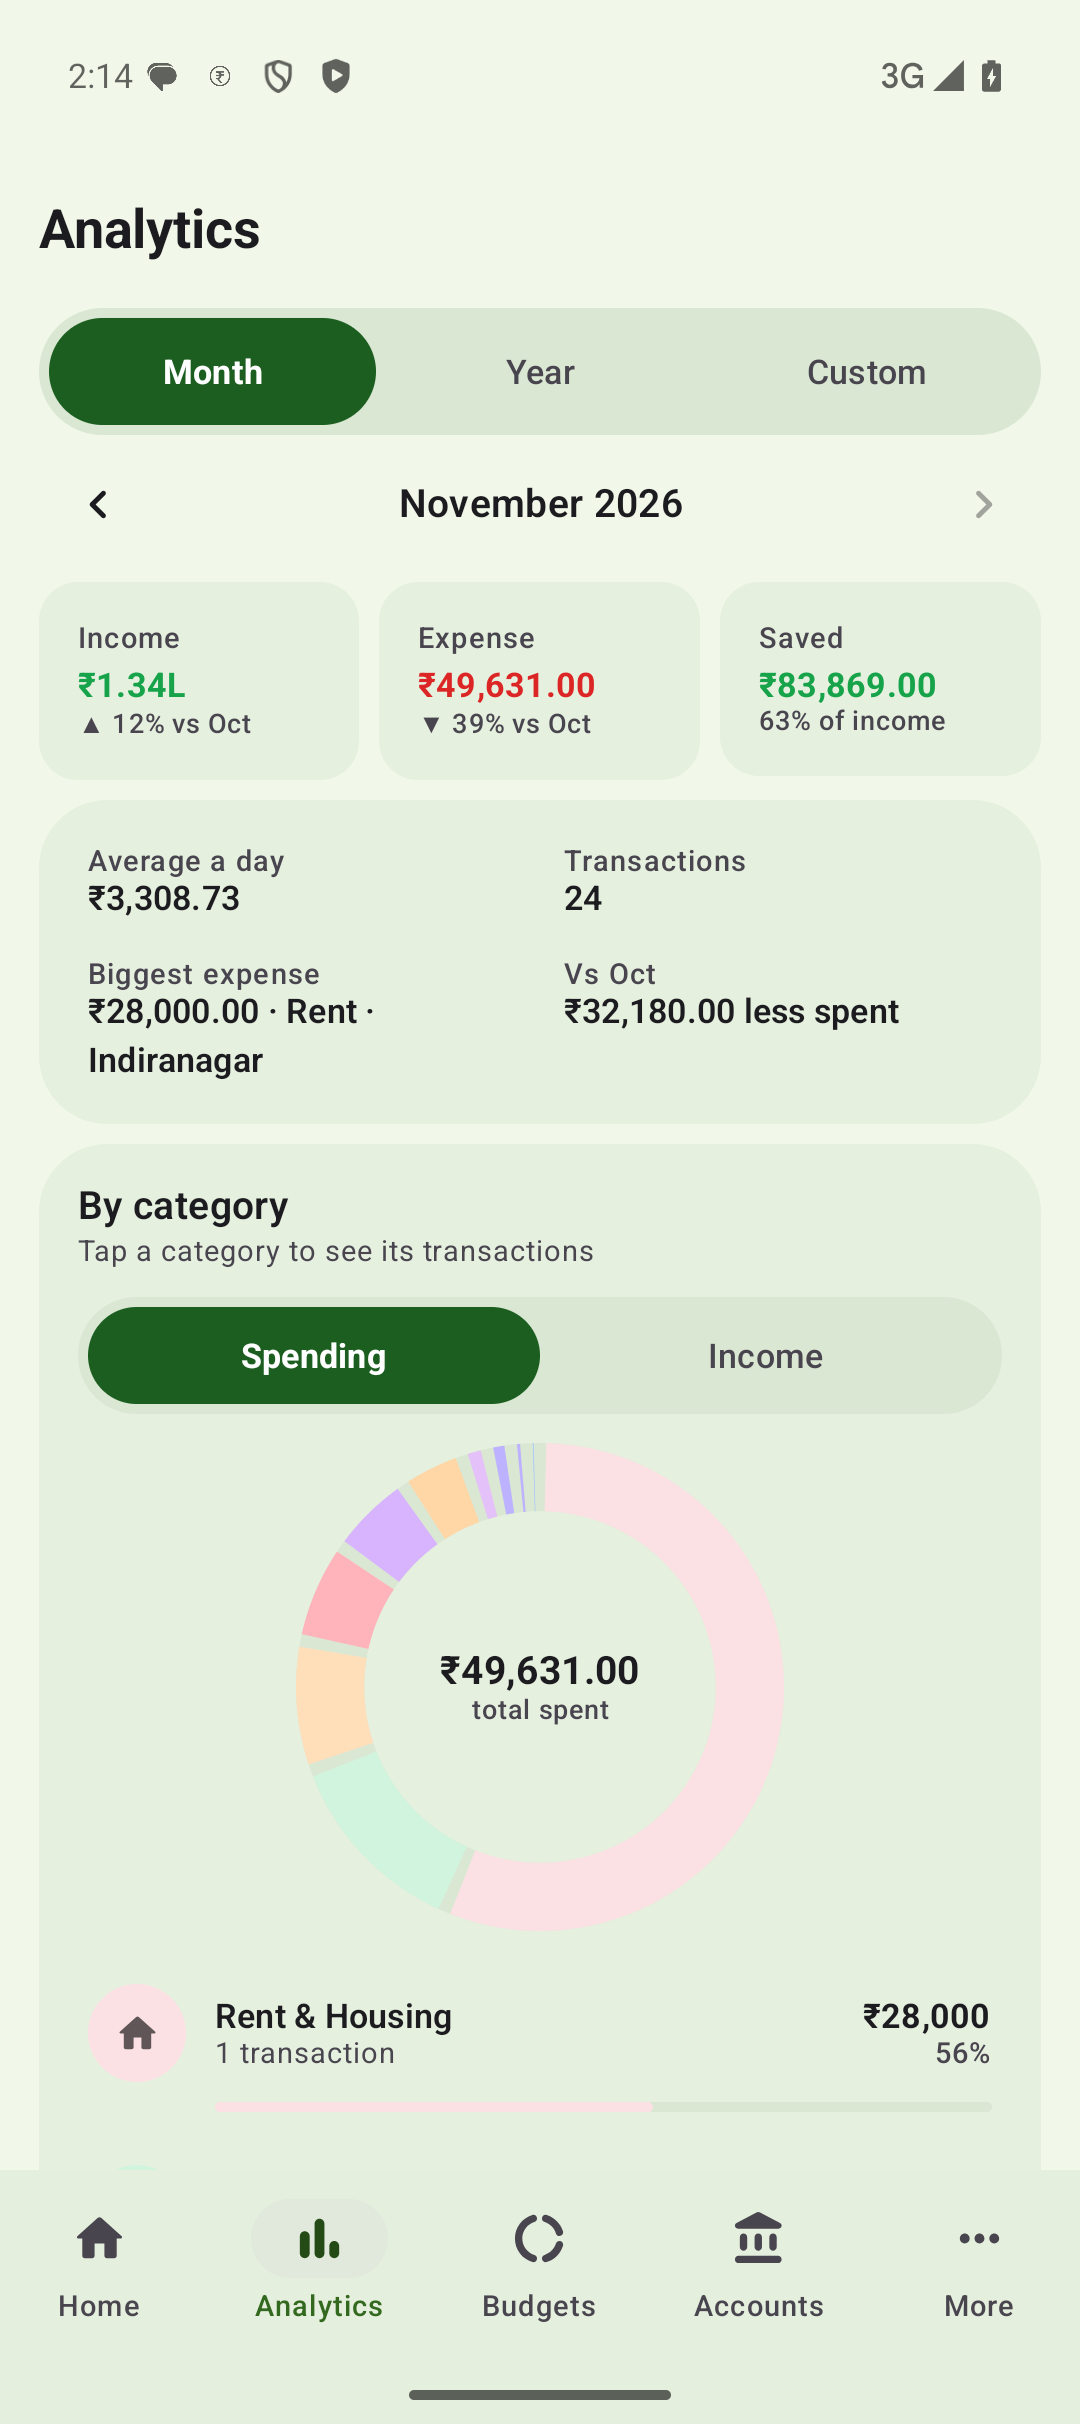 2:14
3G
Analytics
Month Year Custom
November 2026
Income
₹1.34L
▲ 12% vs Oct
Expense
₹49,631.00
▼ 39% vs Oct
Saved
₹83,869.00
63% of income
Average a day
₹3,308.73
Transactions
24
Biggest expense
₹28,000.00 · Rent ·
Indiranagar
Vs Oct
₹32,180.00 less spent
By category
Tap a category to see its transactions
Spending Income
₹49,631.00
total spent
Rent & Housing ₹28,000
1 transaction 56%
Home Analytics Budgets Accounts More